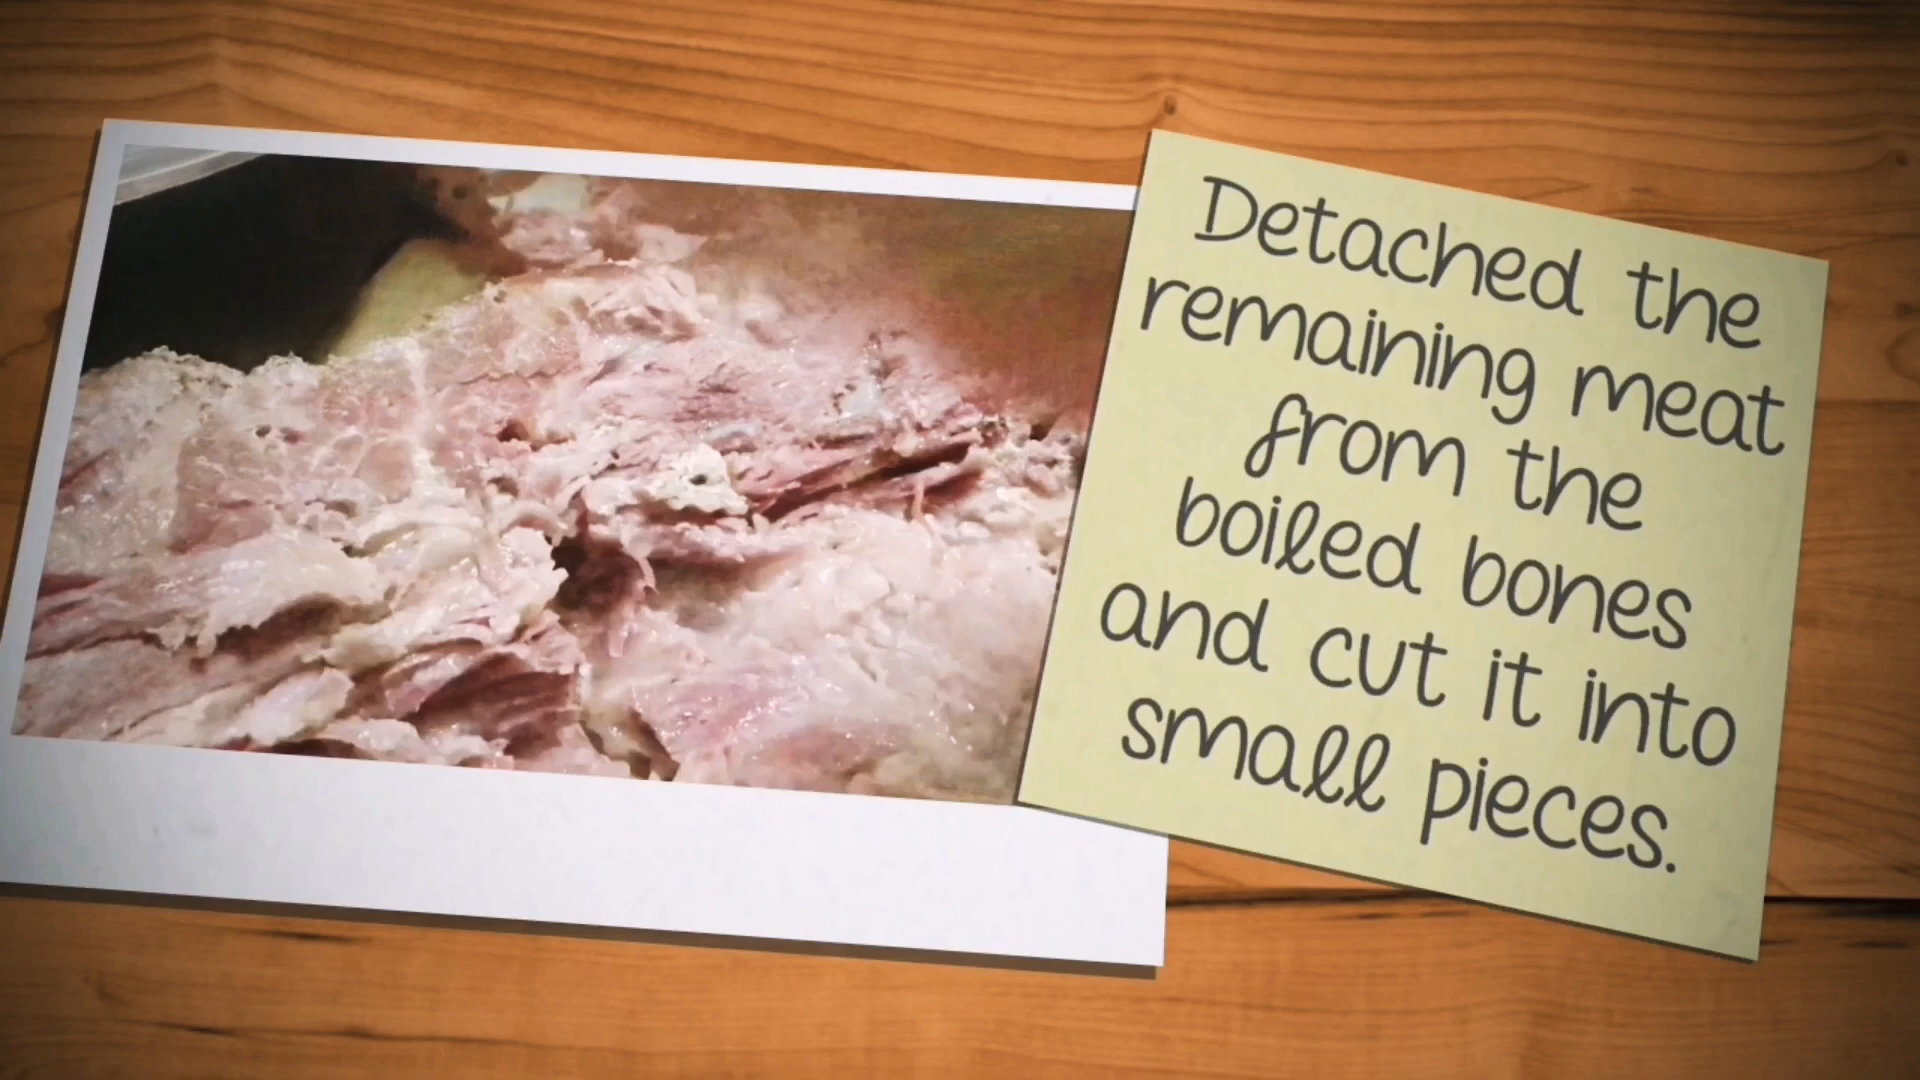 Detached the
remaining meat
from the
boiled bones
and cut it into
small pieces.